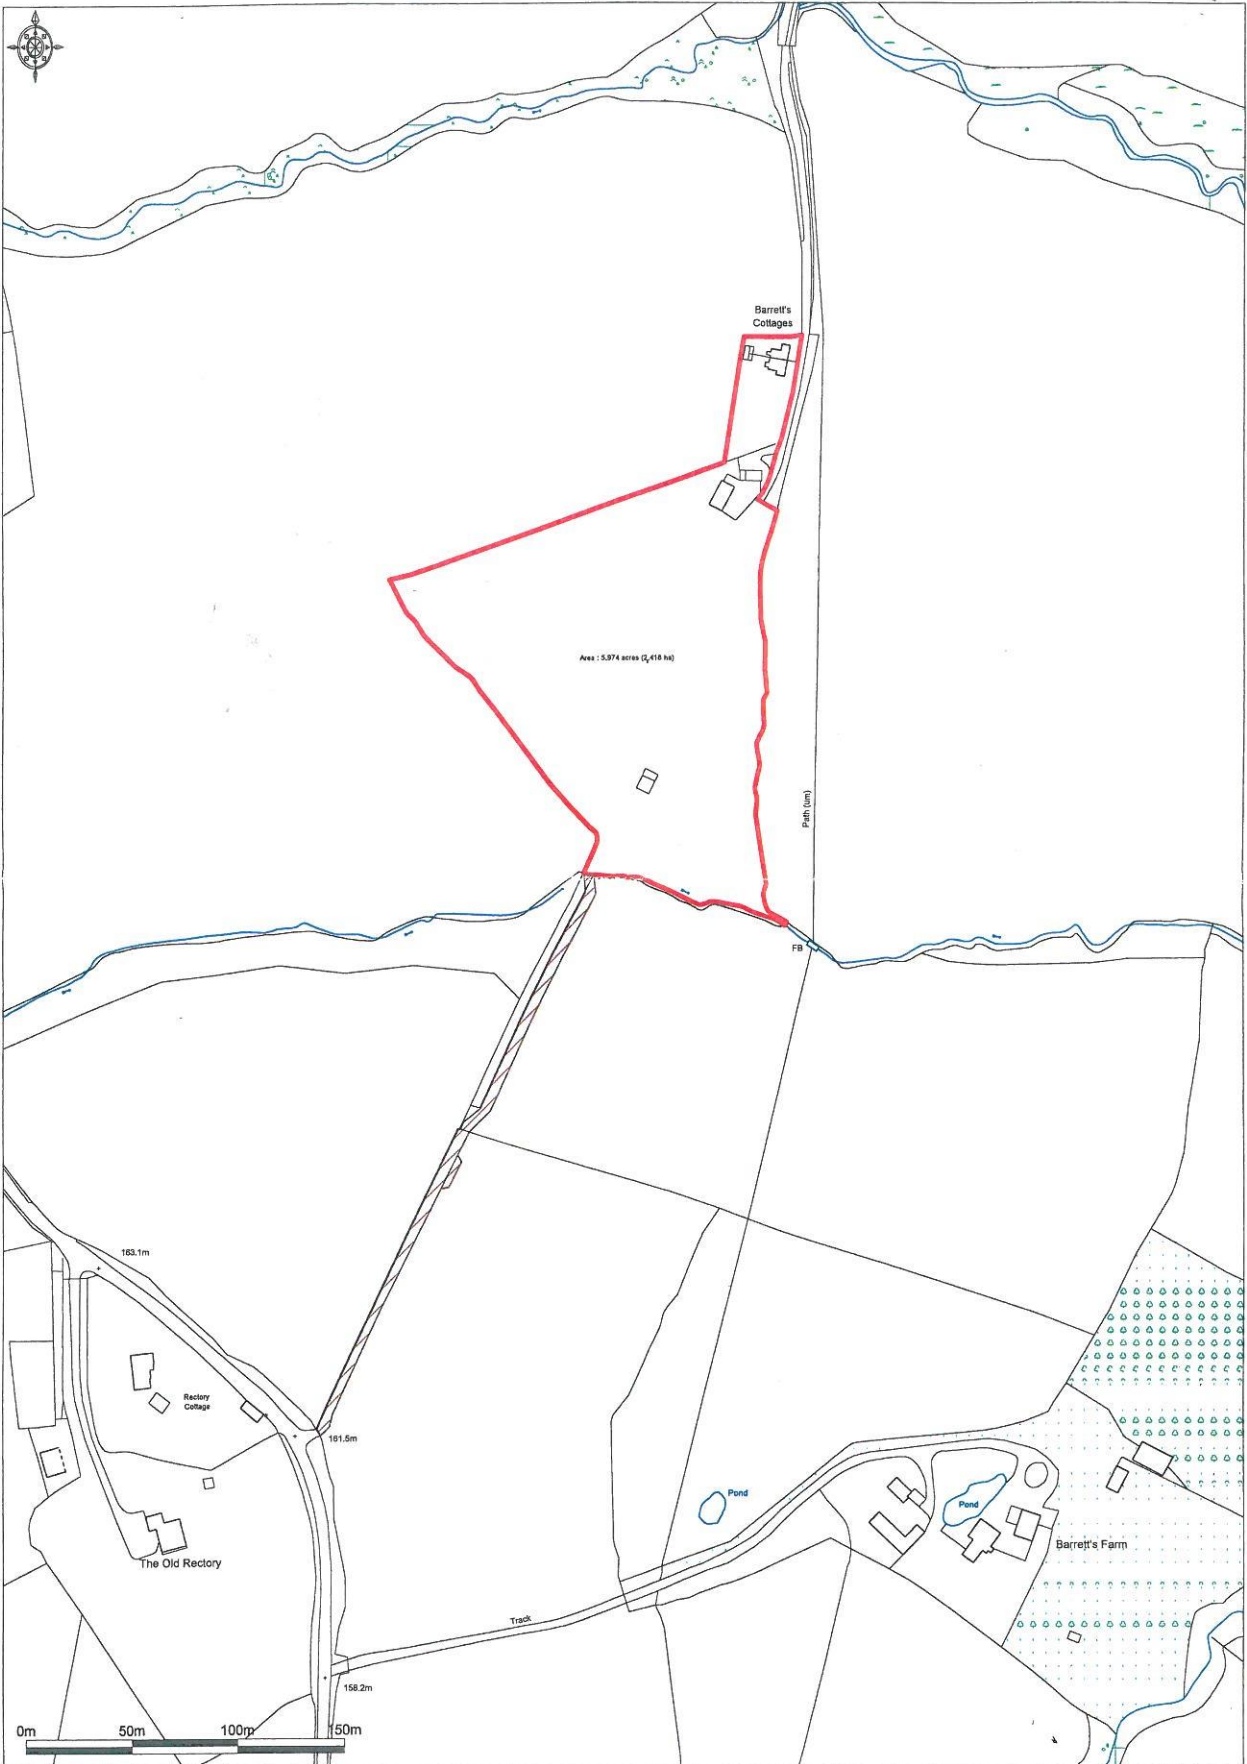 Barrett's
Cottages
Area : 5.974 acres (2.418 ha)
Path (um)
FB
163.1m
Rectory
Cottage
161.5m
Pond
Pond
The Old Rectory
Barrett's Farm
Track
158.2m
0m 50m 100m 150m